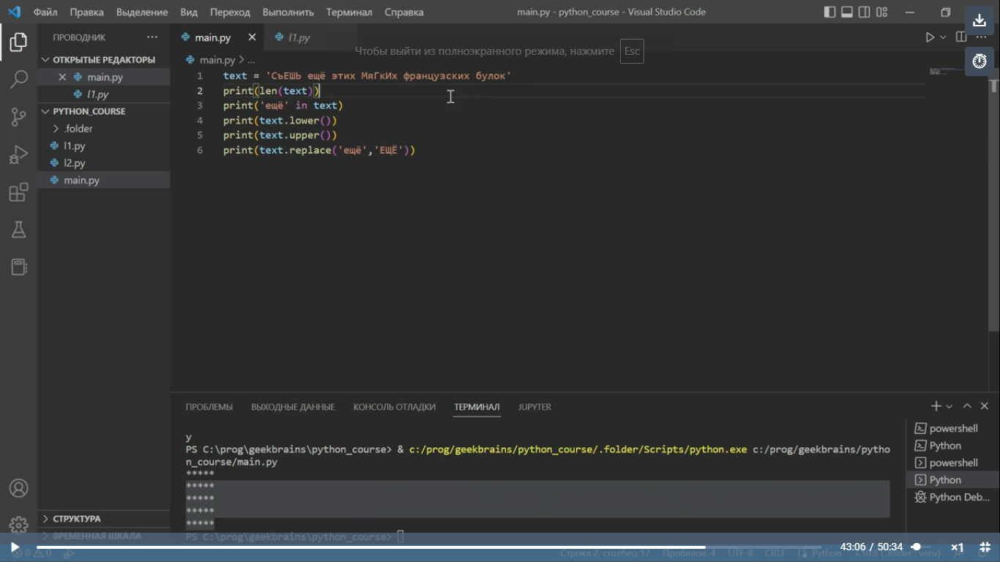 Файл Правка Выделение Вид Переход Выполнить Терминал Справка
main.py - python_course - Visual Studio Code
ПРОВОДНИК
main.py
l1.py
Чтобы выйти из полноэкранного режима, нажмите Esc
ОТКРЫТЫЕ РЕДАКТОРЫ
main.py
l1.py
PYTHON_COURSE
.folder
l1.py
l2.py
main.py
main.py > ...
1 text = 'СъЕШЬ ещё этих МяГкИх французских булок'
2 print(len(text))
3 print('ещё' in text)
4 print(text.lower())
5 print(text.upper())
6 print(text.replace('ещё','ЕЩЁ'))
ПРОБЛЕМЫ ВЫХОДНЫЕ ДАННЫЕ КОНСОЛЬ ОТЛАДКИ ТЕРМИНАЛ JUPYTER
y
PS C:\prog\geekbrains\python_course> & c:/prog/geekbrains/python_course/.folder/Scripts/python.exe c:/prog/geekbrains/pytho
n_course/main.py
*****
*****
*****
*****
*****
PS C:\prog\geekbrains\python_course>
powershell
Python
powershell
Python
Python Deb...
СТРУКТУРА
ВРЕМЕННАЯ ШКАЛА
43:06 / 50:34
×1
0 0
Строка 2, столбец 17 Пробелов: 4 UTF-8 CRLF Python